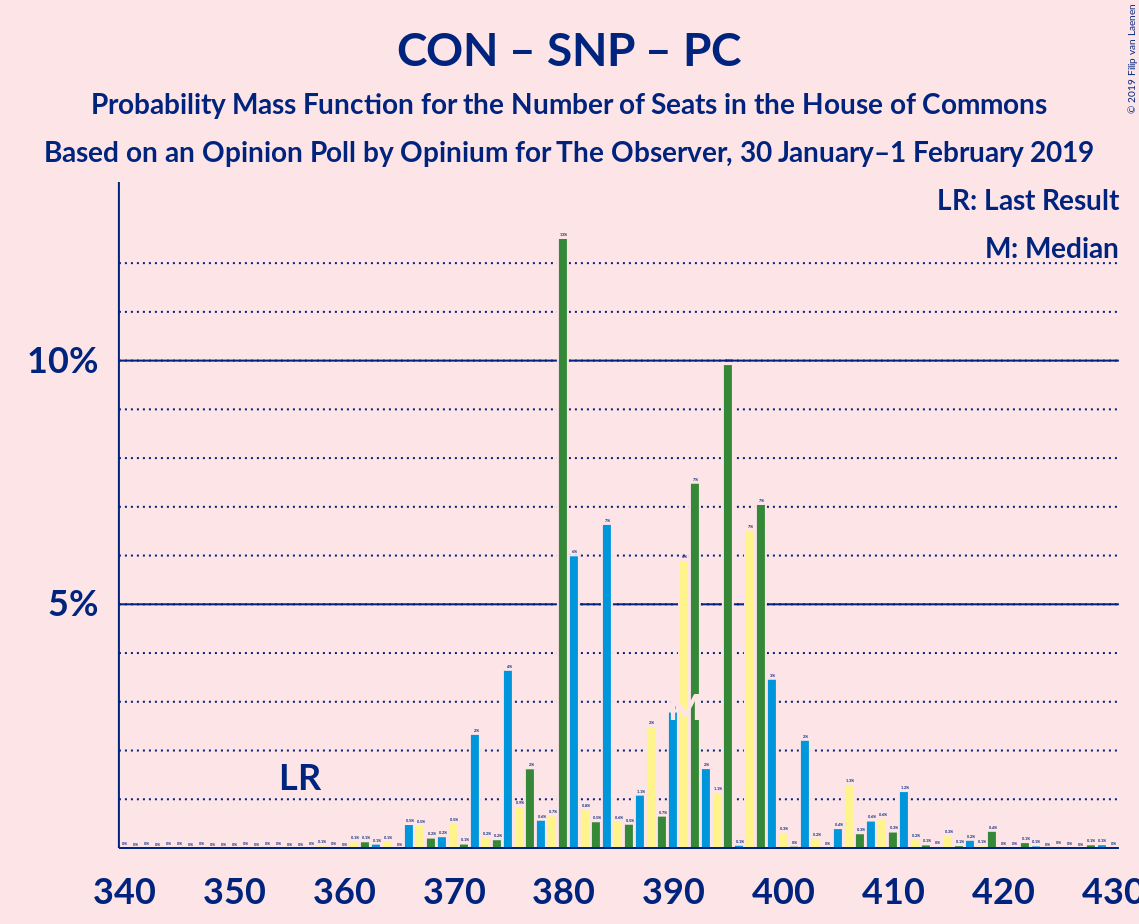 CON – SNP – PC
Probability Mass Function for the Number of Seats in the House of Commons
Based on an Opinion Poll by Opinium for The Observer, 30 January–1 February 2019
© 2019 Filip van Laenen
LR: Last Result
M: Median
10%
5%
LR
M
340 350 360 370 380 390 400 410 420 430